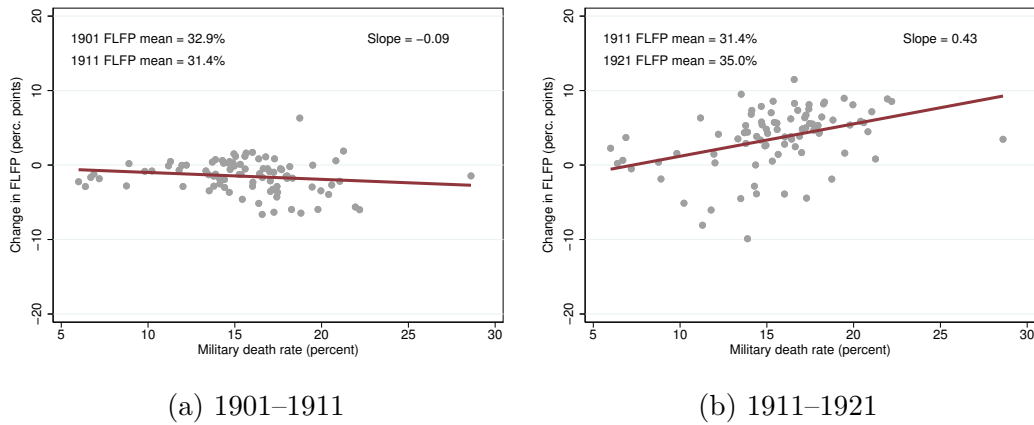 1901 FLFP mean = 32.9%
1911 FLFP mean = 31.4%
Slope = −0.09
Change in FLFP (perc. points)
20
10
0
−10
−20
5 10 15 20 25 30
Military death rate (percent)
(a) 1901–1911
1911 FLFP mean = 31.4%
1921 FLFP mean = 35.0%
Slope = 0.43
Change in FLFP (perc. points)
20
10
0
−10
−20
5 10 15 20 25 30
Military death rate (percent)
(b) 1911–1921